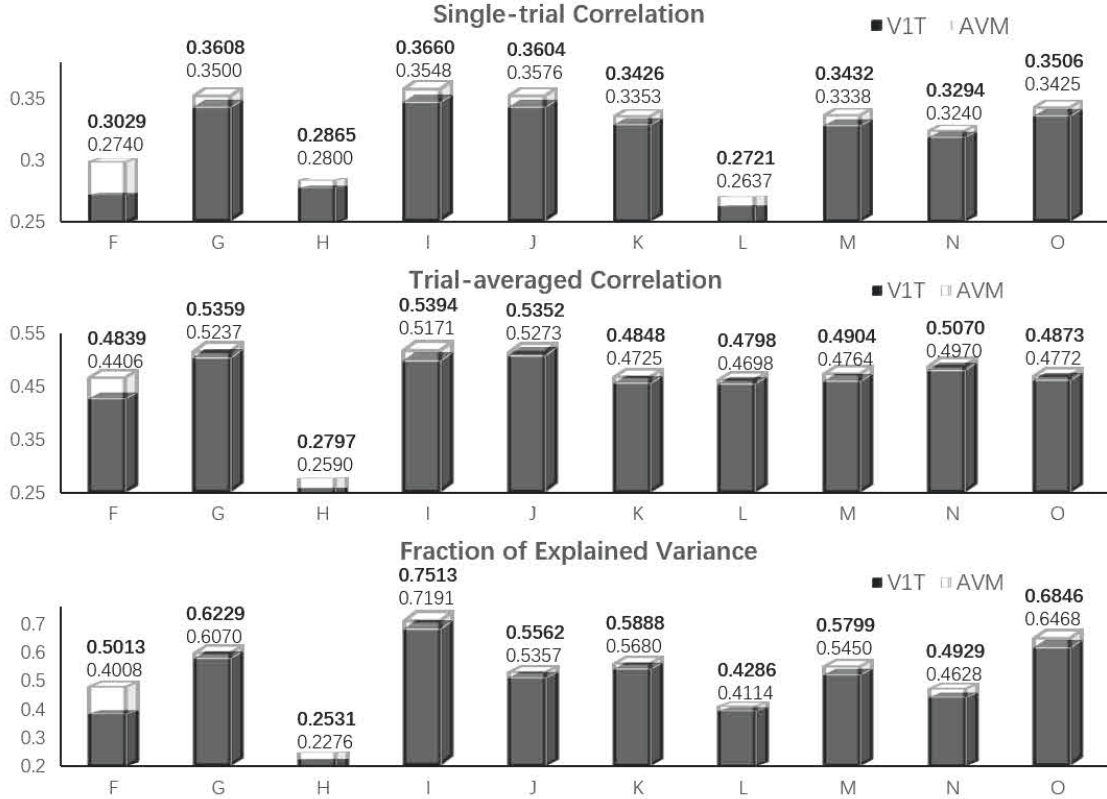 Single-trial Correlation
V1T AVM
0.3608 0.3660 0.3604 0.3506
0.3500 0.3548 0.3576 0.3426 0.3432 0.3425
0.35 0.3353 0.3338 0.3294
0.3029 0.3240
0.2740 0.2865
0.3 0.2800 0.2721
0.2637
0.25
F G H I J K L M N O
Trial-averaged Correlation
V1T AVM
0.5359 0.5394 0.5352 0.5070
0.55 0.4839 0.5237 0.5171 0.5273 0.4848 0.4798 0.4904 0.4970 0.4873
0.4406 0.4725 0.4698 0.4764 0.4772
0.45
0.35 0.2797
0.2590
0.25
F G H I J K L M N O
Fraction of Explained Variance
V1T AVM
0.7513
0.7191 0.6846
0.7 0.6229 0.5562 0.5888 0.5799 0.6468
0.6 0.5013 0.6070 0.5357 0.5680 0.5450 0.4929
0.5 0.4008 0.4286 0.4628
0.4 0.4114
0.3 0.2531
0.2276
0.2
F G H I J K L M N O